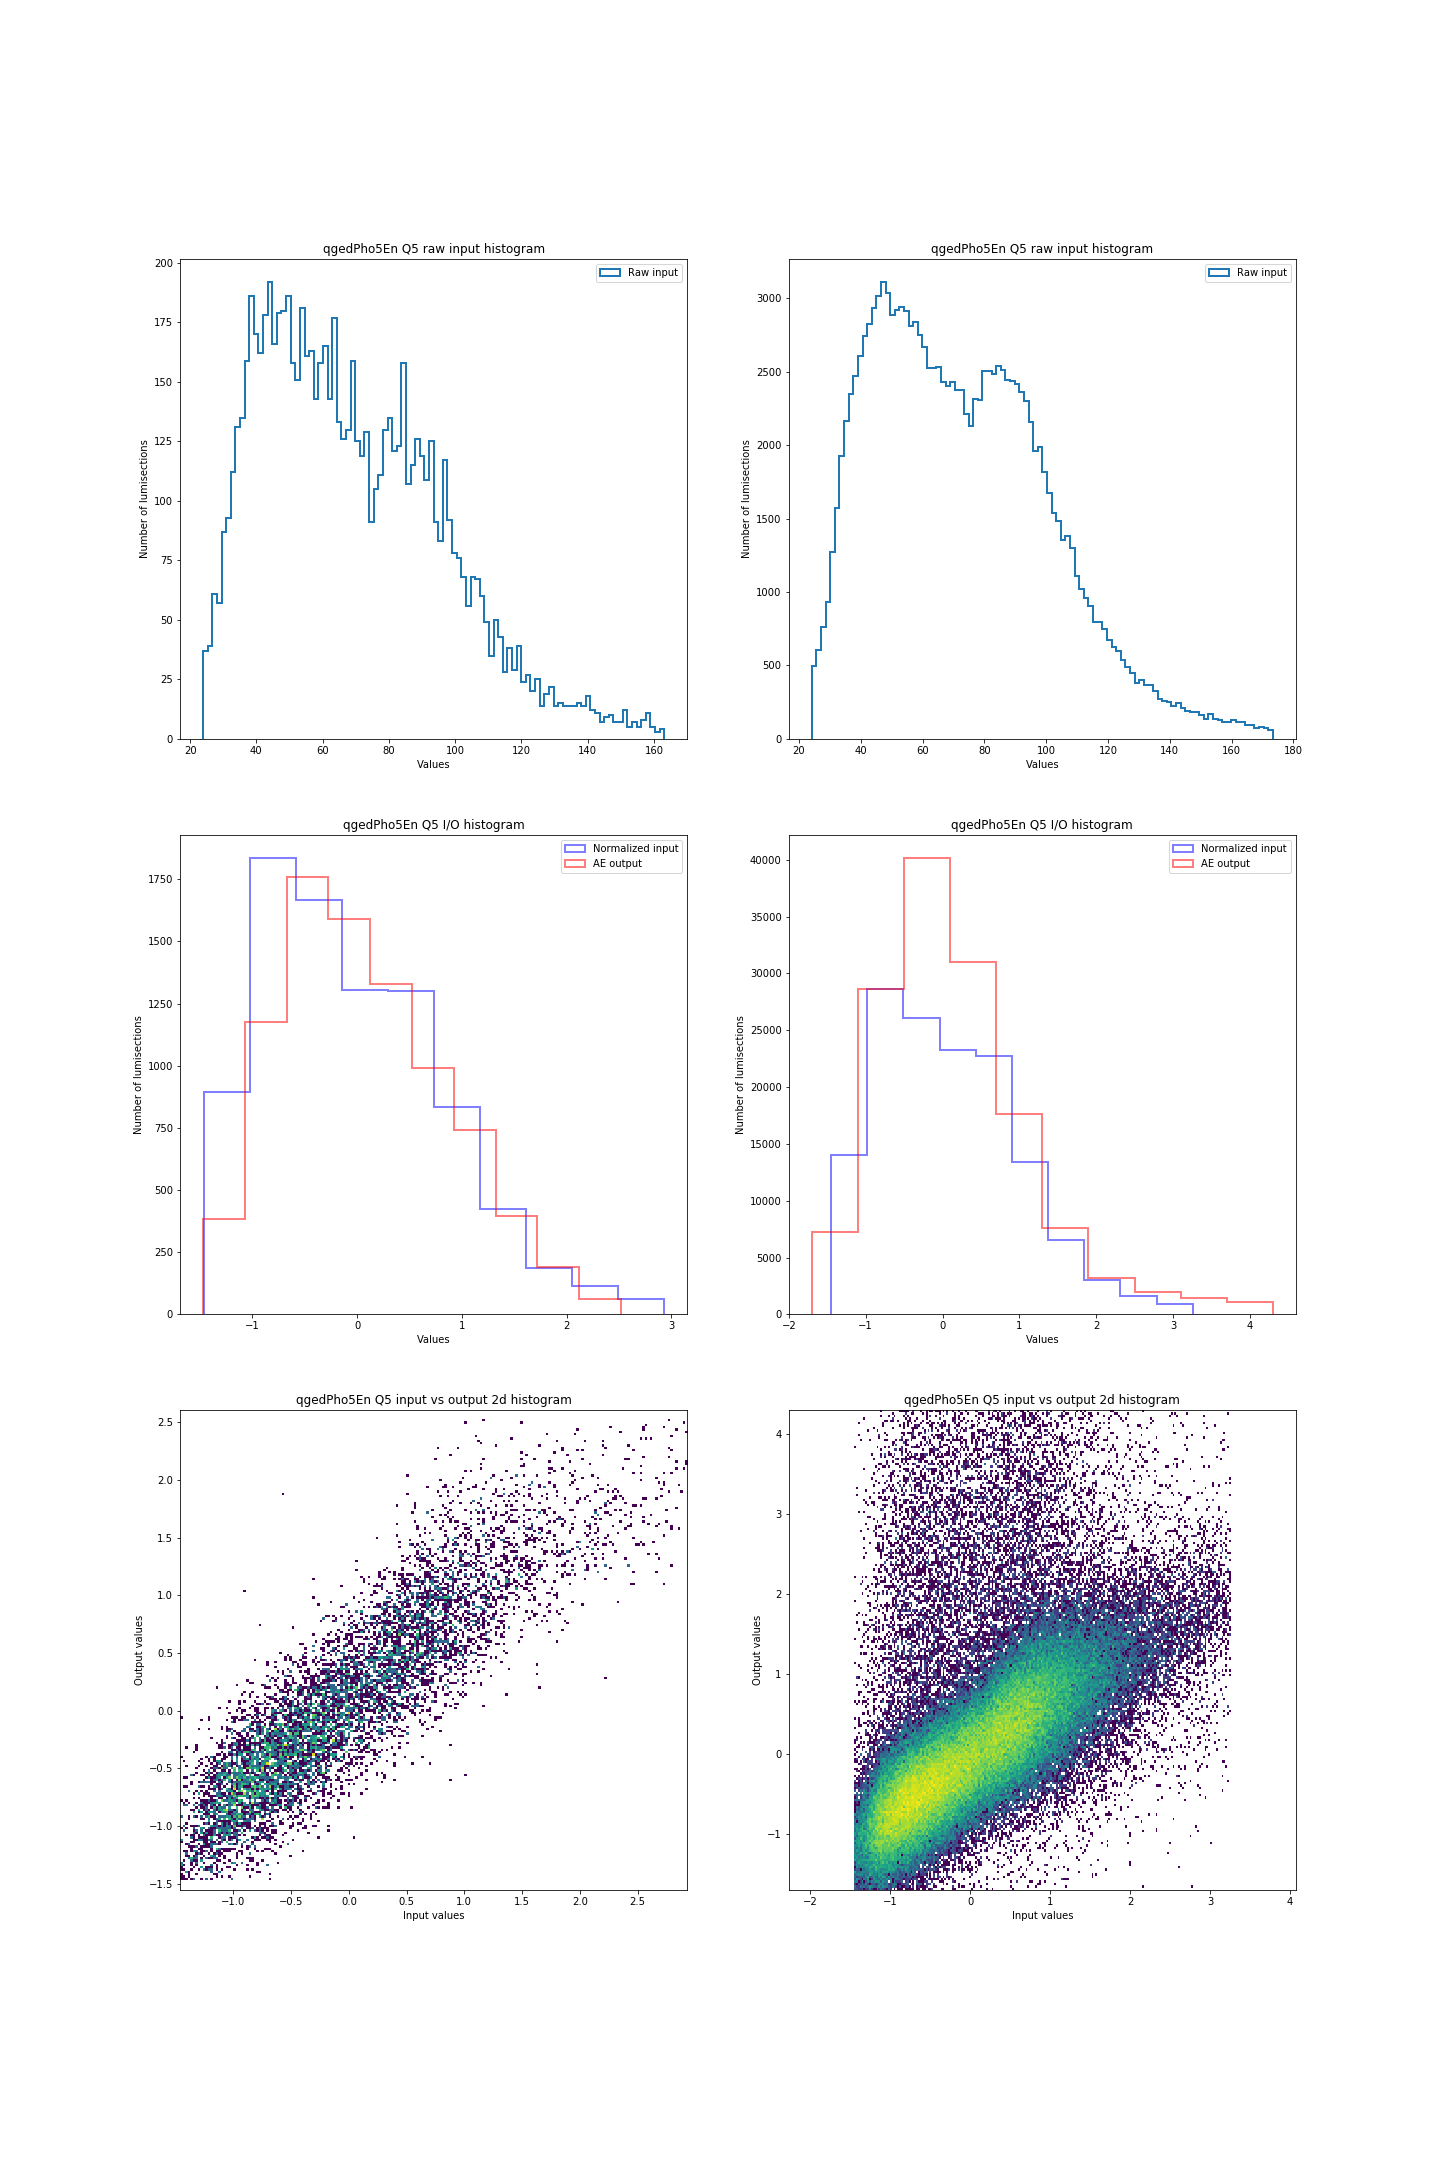 qgedPho5En Q5 raw input histogram
Raw input
Number of lumisections
200
175
150
125
100
75
50
25
0
20 40 60 80 100 120 140 160
Values
qgedPho5En Q5 raw input histogram
Raw input
Number of lumisections
3000
2500
2000
1500
1000
500
0
20 40 60 80 100 120 140 160 180
Values
qgedPho5En Q5 I/O histogram
Normalized input
AE output
Number of lumisections
1750
1500
1250
1000
750
500
250
0
−1 0 1 2 3
Values
qgedPho5En Q5 I/O histogram
Normalized input
AE output
Number of lumisections
40000
35000
30000
25000
20000
15000
10000
5000
0
−2 −1 0 1 2 3 4
Values
qgedPho5En Q5 input vs output 2d histogram
Output values
2.5
2.0
1.5
1.0
0.5
0.0
−0.5
−1.0
−1.5
−1.0 −0.5 0.0 0.5 1.0 1.5 2.0 2.5
Input values
qgedPho5En Q5 input vs output 2d histogram
Output values
4
3
2
1
0
−1
−2 −1 0 1 2 3 4
Input values